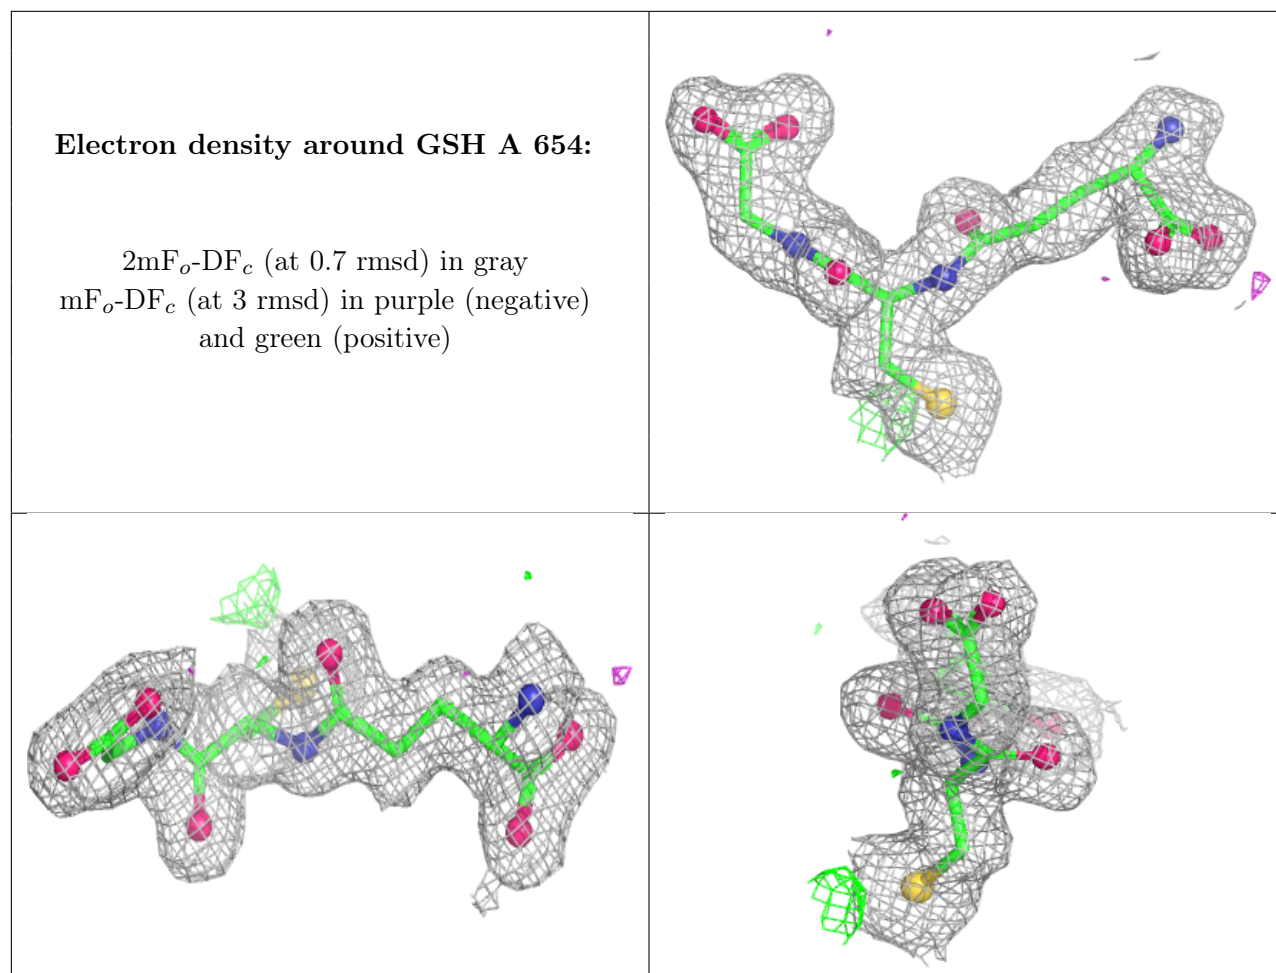 Electron density around GSH A 654:
2mFo-DFc (at 0.7 rmsd) in gray
mFo-DFc (at 3 rmsd) in purple (negative)
and green (positive)